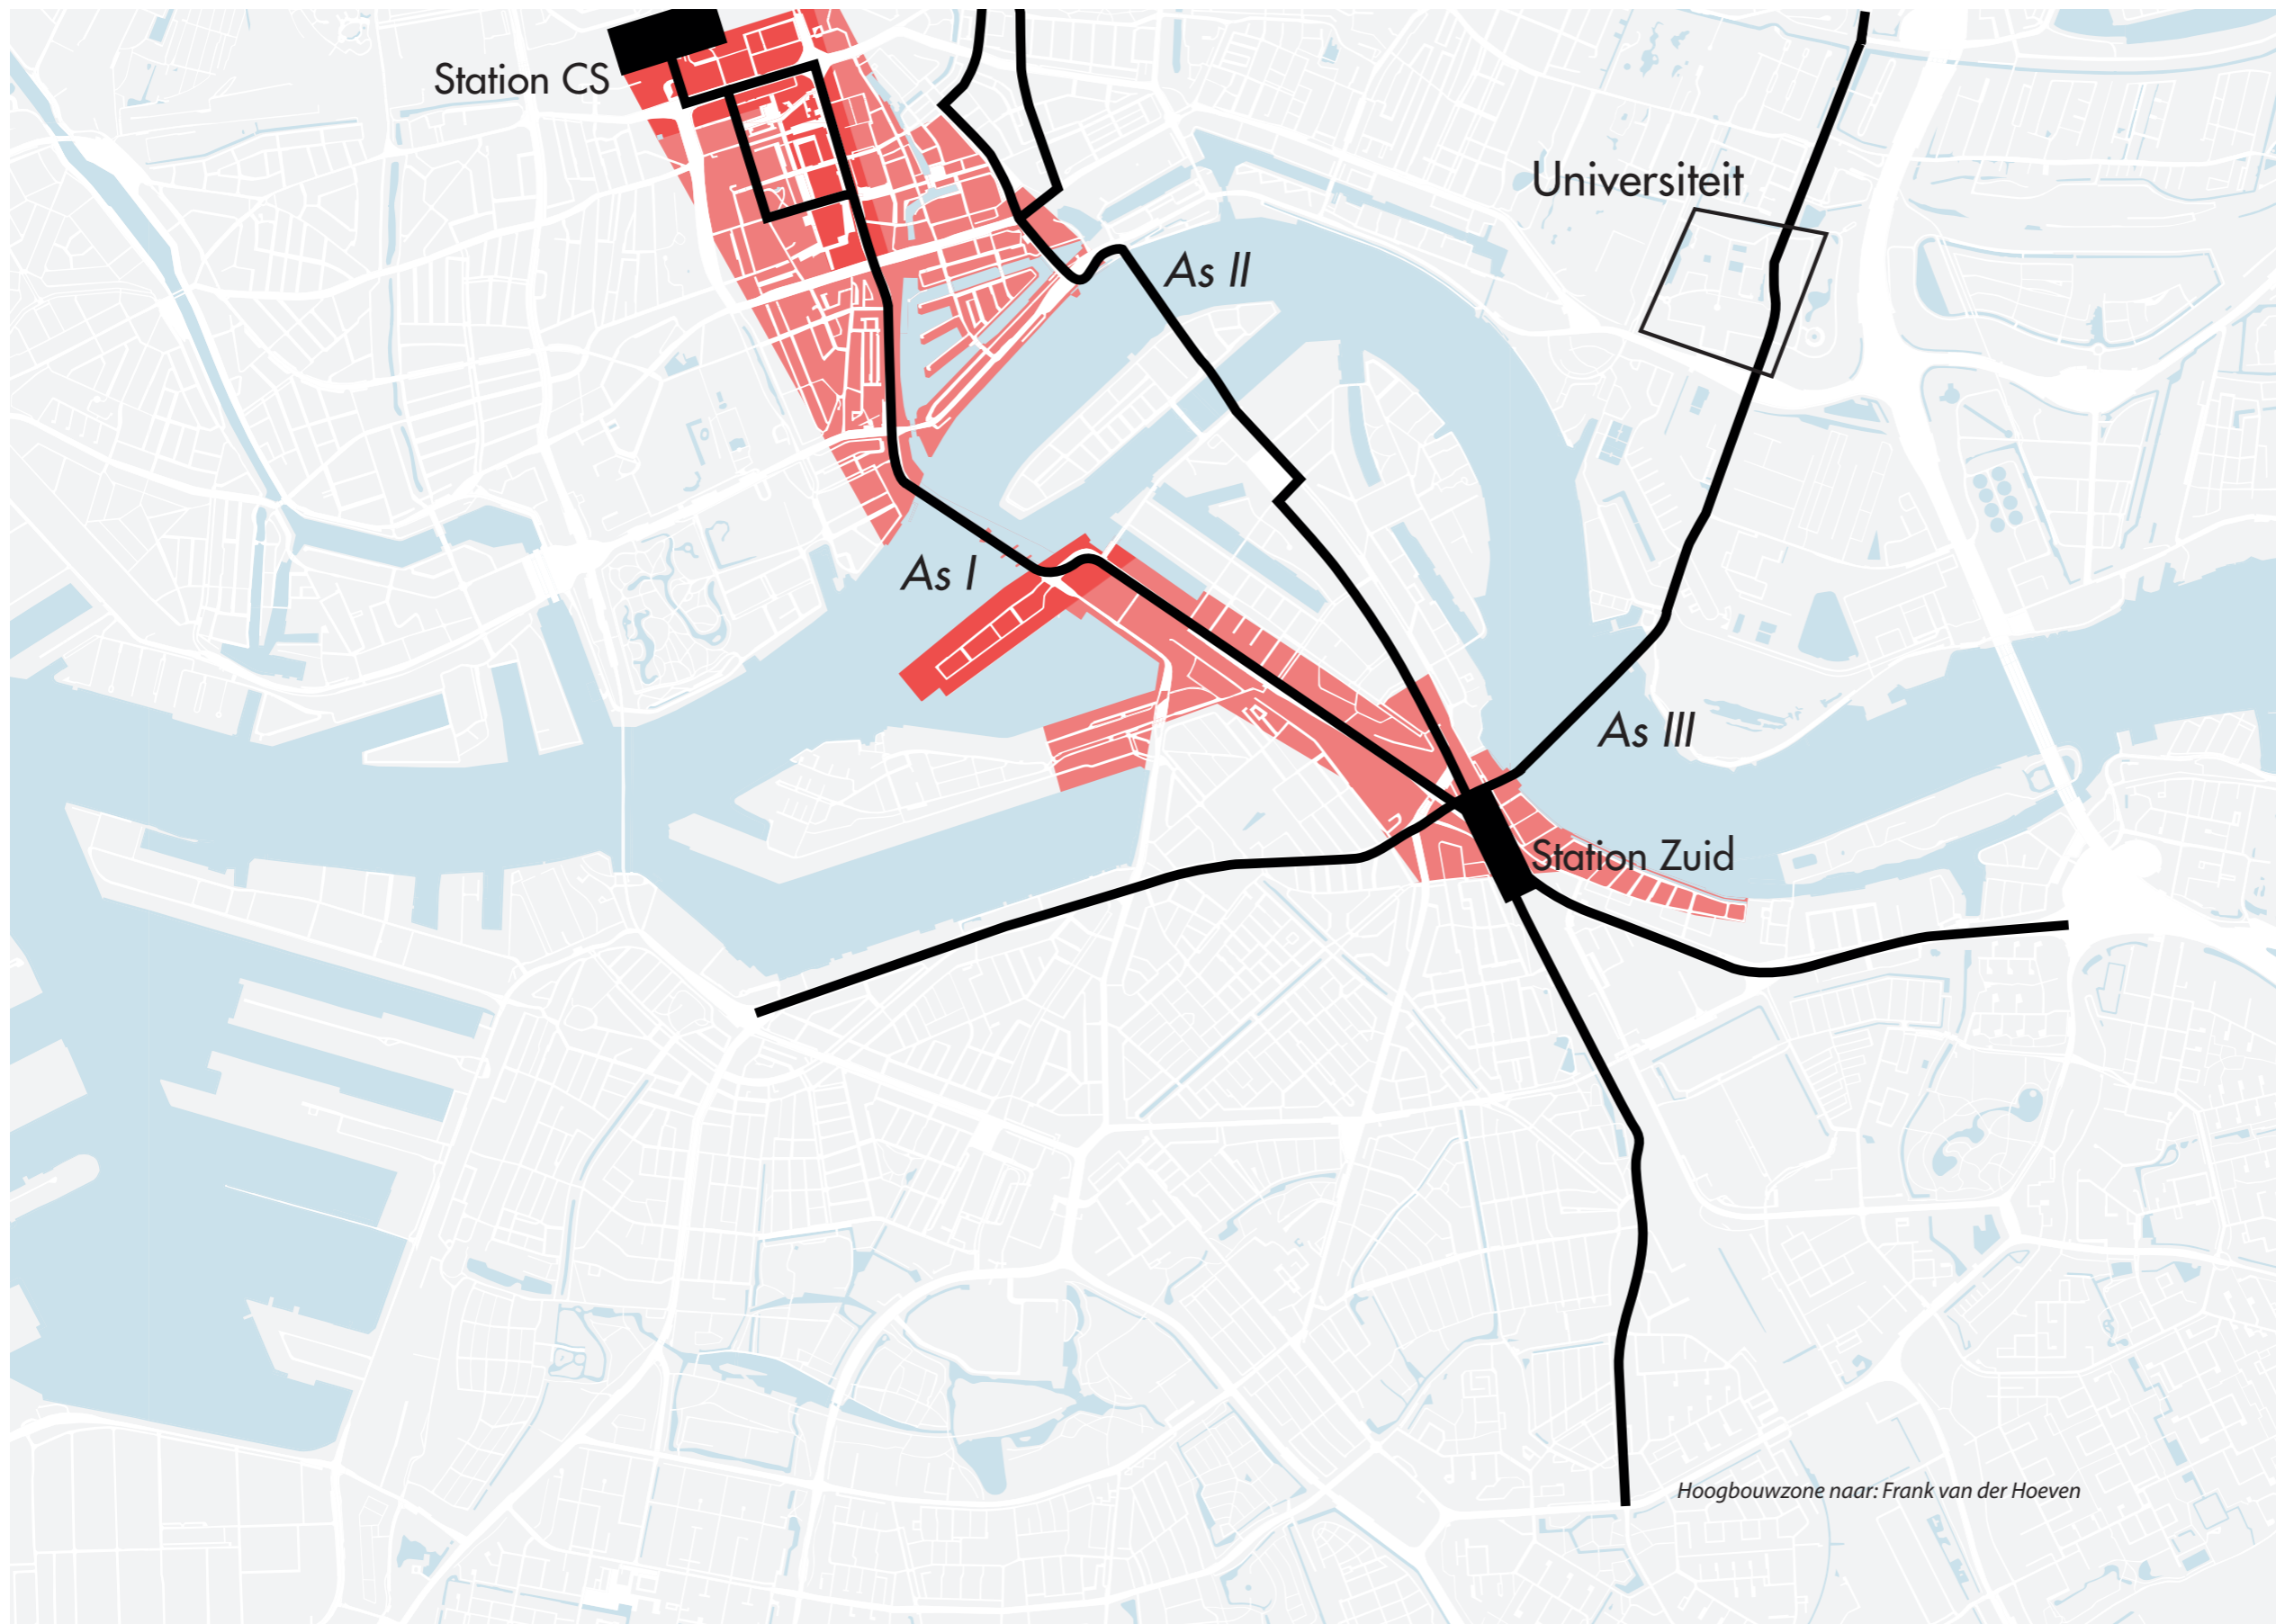 Station CS
Universiteit
As II
As I
As III
Station Zuid
Hoogbouwzone naar: Frank van der Hoeven